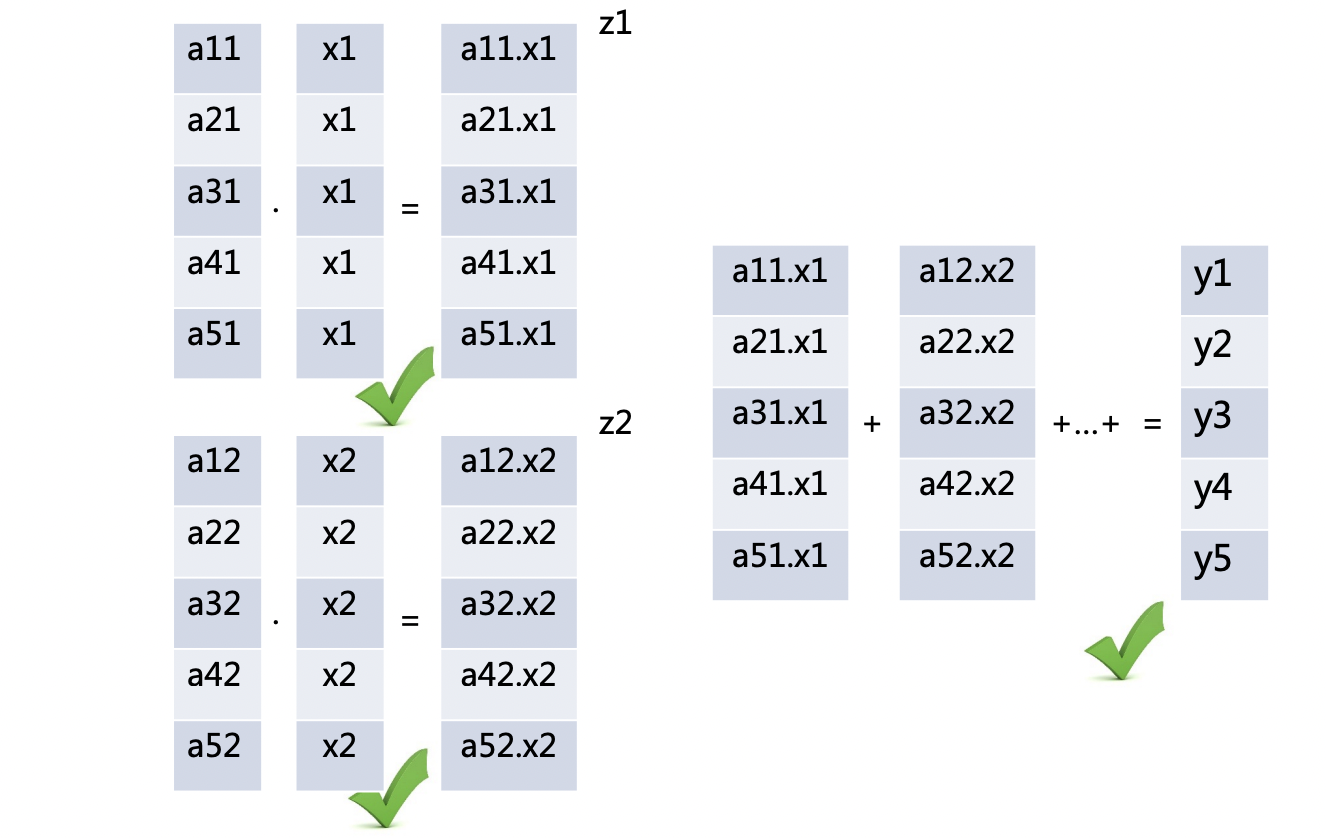 z1
a11 x1 a11.x1
a21 x1 a21.x1
a31 . x1 = a31.x1
a41 x1 a41.x1
a51 x1 a51.x1
z2
a12 x2 a12.x2
a22 x2 a22.x2
a32 . x2 = a32.x2
a42 x2 a42.x2
a52 x2 a52.x2
a11.x1 a12.x2 y1
a21.x1 a22.x2 y2
a31.x1 + a32.x2 +...+ = y3
a41.x1 a42.x2 y4
a51.x1 a52.x2 y5